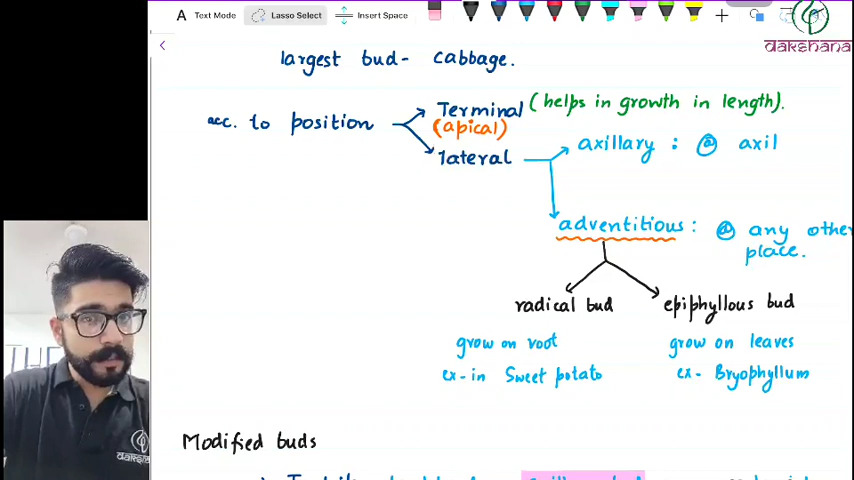 A Text Mode Lasso Select Insert Space
dakshana
largest bud- cabbage.
acc. to position
Terminal (helps in growth in length).
(apical)
lateral
axillary : @ axil
adventitious : @ any other
place.
radical bud
epiphyllous bud
grow on root
grow on leaves
ex- in Sweet potato
ex- Bryophyllum
Modified buds